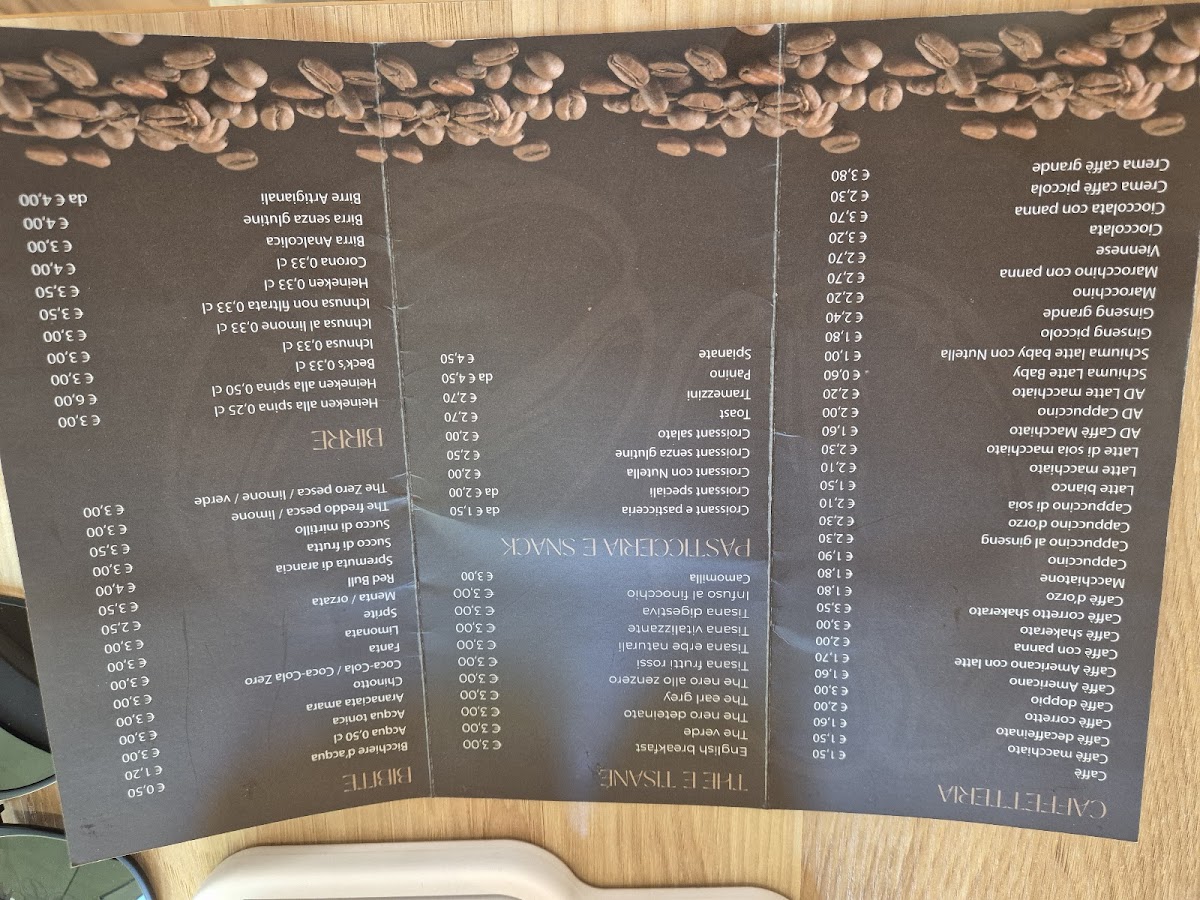 CAFFETTERIA
Caffè € 1,50
Caffè macchiato € 1,50
Caffè decaffeinato € 1,60
Caffè corretto € 2,00
Caffè doppio € 3,00
Caffè Americano € 1,60
Caffè Americano con latte € 1,70
Caffè con panna € 2,00
Caffè shakerato € 3,00
Caffè corretto shakerato € 3,50
Caffè d'orzo € 1,80
Macchiatone € 1,80
Cappuccino € 1,90
Cappuccino al ginseng € 2,30
Cappuccino d'orzo € 2,30
Cappuccino di soia € 2,10
Latte bianco € 1,50
Latte macchiato € 2,10
Latte di soia macchiato € 2,30
AD Caffè Macchiato € 1,60
AD Cappuccino € 2,00
AD Latte macchiato € 2,20
Schiuma Latte Baby € 0,60
Schiuma latte baby con Nutella € 1,00
Ginseng piccolo € 1,80
Ginseng grande € 2,40
Marocchino € 2,20
Marocchino con panna € 2,70
Viennese € 2,70
Cioccolata € 3,20
Cioccolata con panna € 3,70
Crema caffè piccola € 2,30
Crema caffè grande € 3,80
THE E TISANE
English breakfast € 3,00
The verde € 3,00
The nero deteinato € 3,00
The earl grey € 3,00
The nero allo zenzero € 3,00
Tisana frutti rossi € 3,00
Tisana erbe naturali € 3,00
Tisana vitalizzante € 3,00
Tisana digestiva € 3,00
Infuso al finocchio € 3,00
Camomilla € 3,00
PASTICCERIA E SNACK
Croissant e pasticceria da € 1,50
Croissant speciali da € 2,00
Croissant con Nutella € 2,00
Croissant senza glutine € 2,50
Croissant salato € 2,00
Toast € 2,70
Tramezzini € 2,70
Panino da € 4,50
Spianate € 4,50
BIBITE
Bicchiere d'acqua € 0,50
Acqua 0,50 cl € 1,20
Acqua tonica € 3,00
Aranciata amara € 3,00
Chinotto € 3,00
Coca-Cola / Coca-Cola Zero € 3,00
Fanta € 3,00
Limonata € 3,00
Sprite € 3,00
Menta / orzata € 2,50
Red Bull € 3,50
Spremuta di arancia € 4,00
Succo di frutta € 3,00
Succo di mirtillo € 3,50
The freddo pesca / limone € 3,00
The Zero pesca / limone / verde € 3,00
BIRRE
Heineken alla spina 0,25 cl € 3,00
Heineken alla spina 0,50 cl € 6,00
Beck's 0,33 cl € 3,00
Ichnusa 0,33 cl € 3,00
Ichnusa al limone 0,33 cl € 3,00
Ichnusa non filtrata 0,33 cl € 3,50
Heineken 0,33 cl € 3,50
Corona 0,33 cl € 4,00
Birra Analcolica € 3,00
Birra senza glutine € 4,00
Birre Artigianali da € 4,00